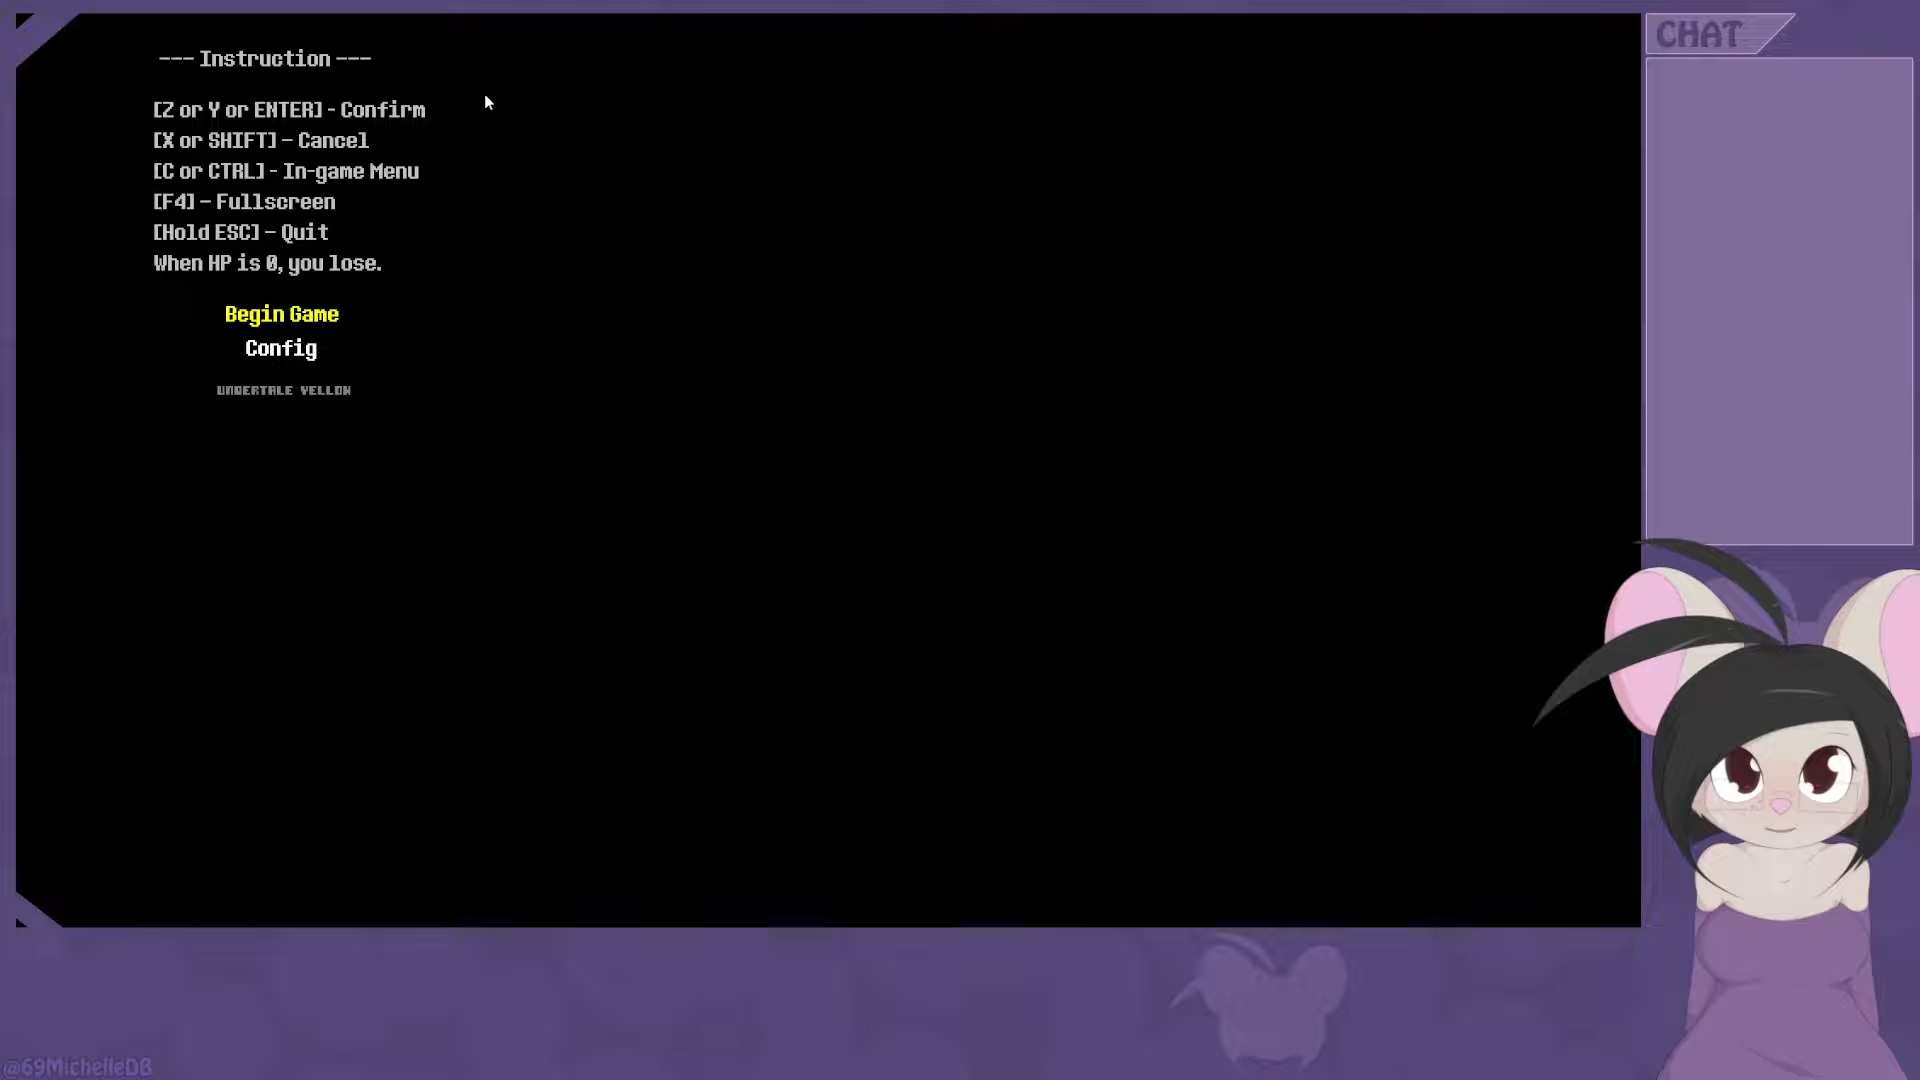 --- Instruction ---
[Z or Y or ENTER] - Confirm
[X or SHIFT] - Cancel
[C or CTRL] - In-game Menu
[F4] - Fullscreen
[Hold ESC] - Quit
When HP is 0, you lose.
Begin Game
Config
UNDERTALE YELLOW
CHAT
@69MichelleDB